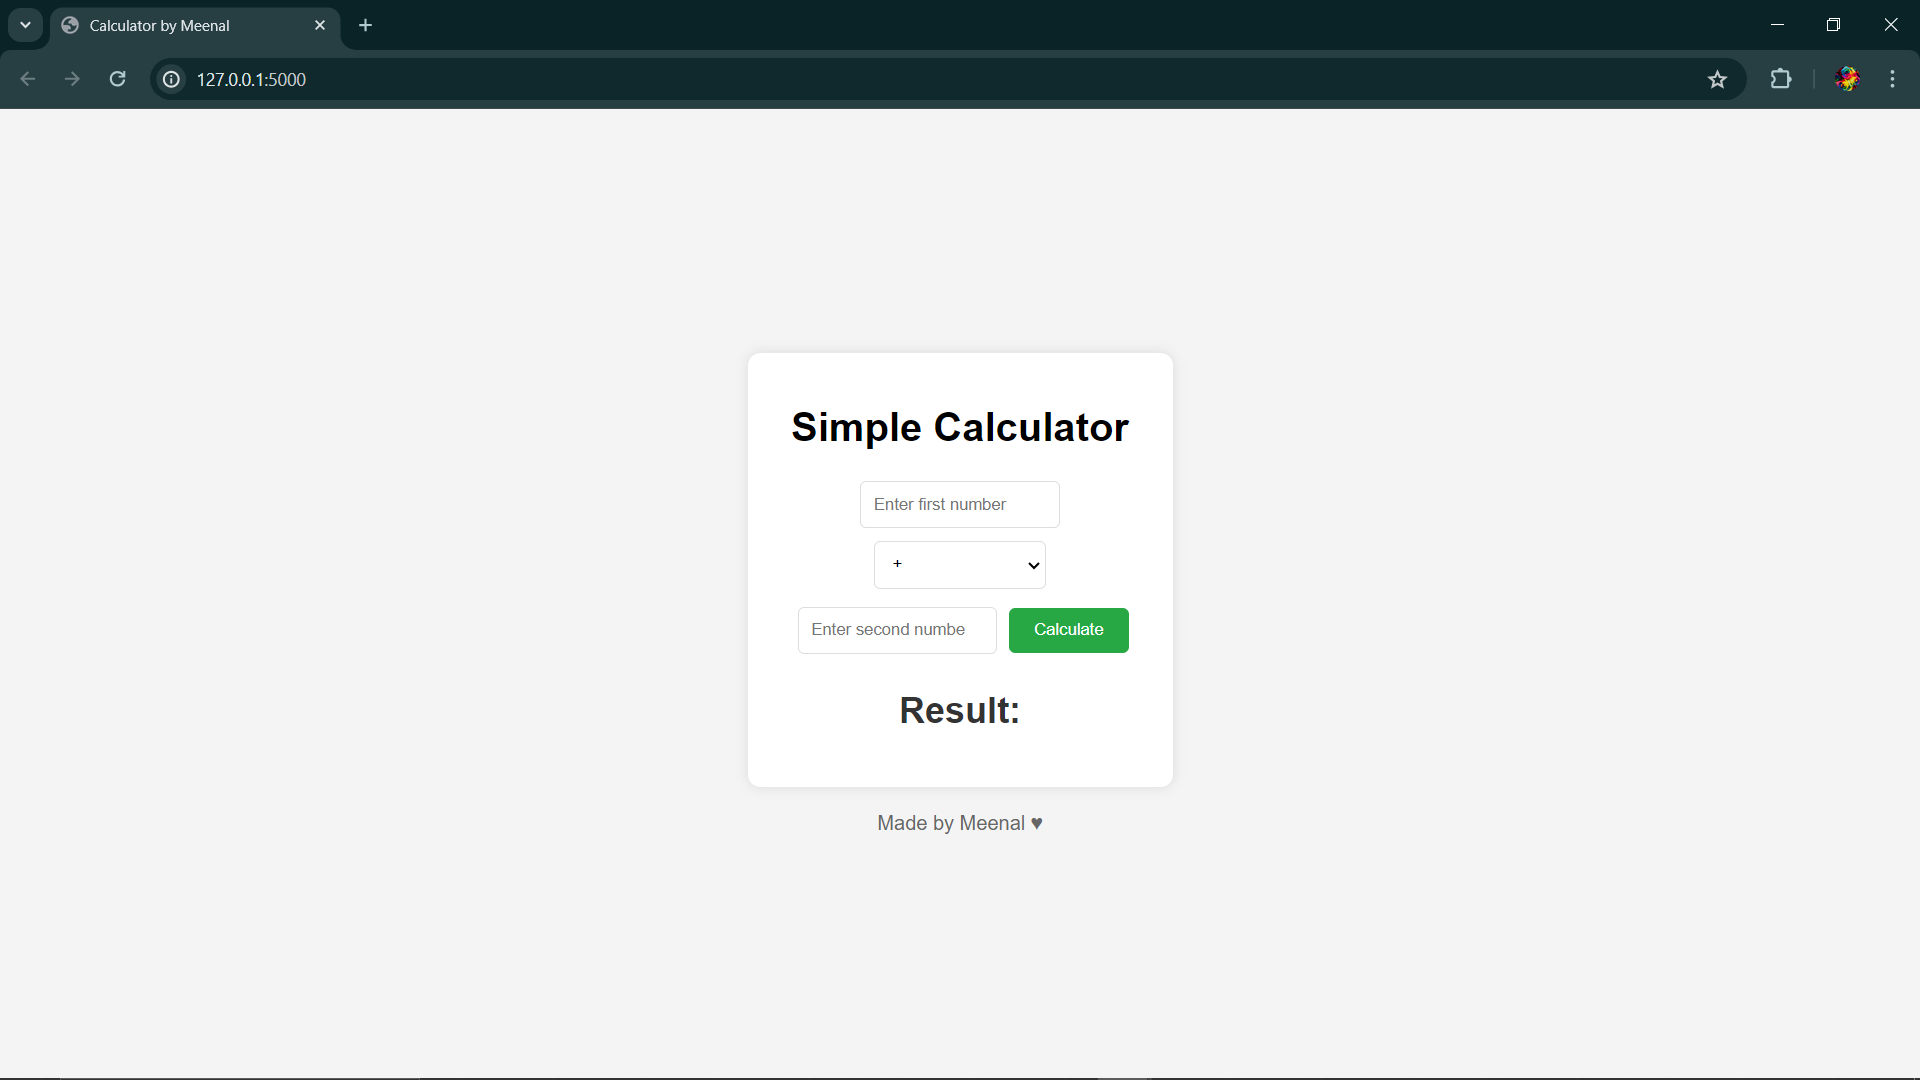 Calculator by Meenal
127.0.0.1:5000
Simple Calculator
Enter first number
+
Enter second numbe
Calculate
Result:
Made by Meenal ♥